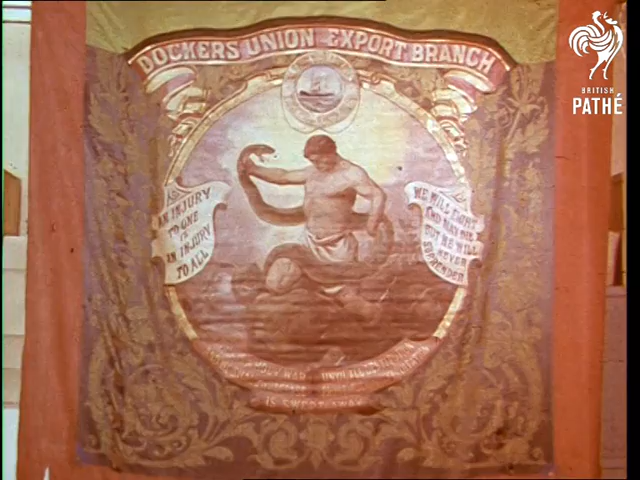 DOCKERS UNION EXPORT BRANCH
AN INJURY
TO ONE
IS
AN INJURY
TO ALL
WE WILL FIGHT
AND MAY DIE
BUT WE WILL
NEVER
SURRENDER
IS SWEPT AWAY
BRITISH
PATHÉ